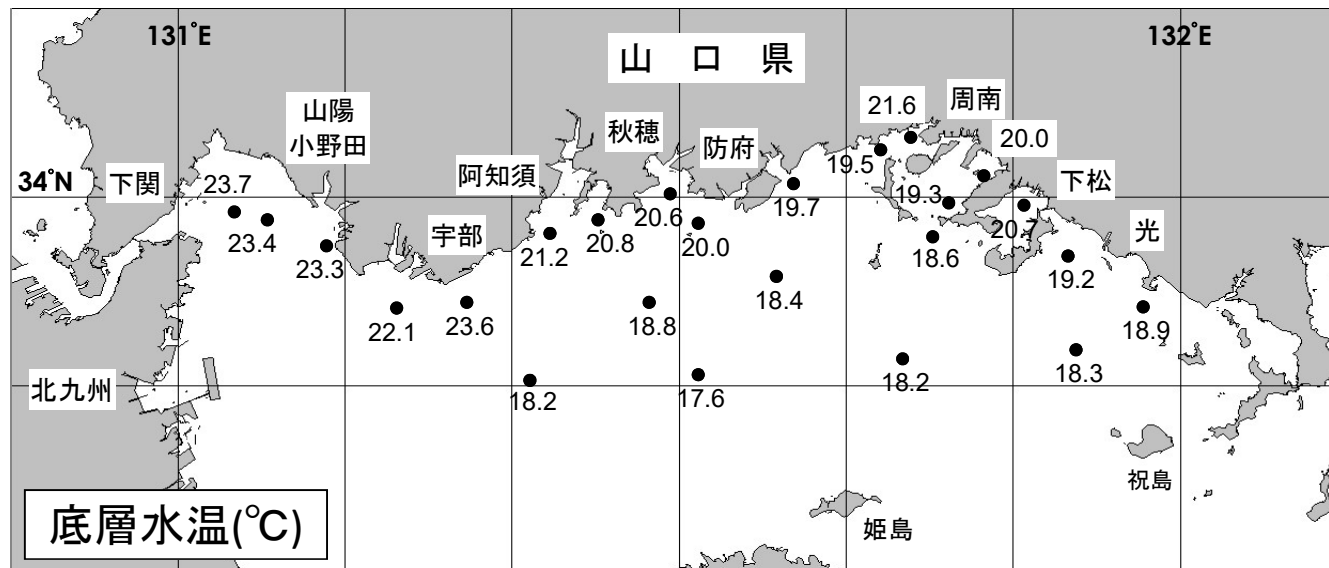 131°E
132°E
山 口 県
21.6
周南
山陽
小野田
秋穂
防府
19.5
20.0
阿知須
下松
34°N
下関
23.7
19.3
20.6
19.7
23.4
宇部
21.2
20.8
20.0
20.7
光
23.3
18.6
19.2
18.4
22.1
23.6
18.8
18.9
北九州
18.2
17.6
18.2
18.3
祝島
底層水温(℃)
姫島